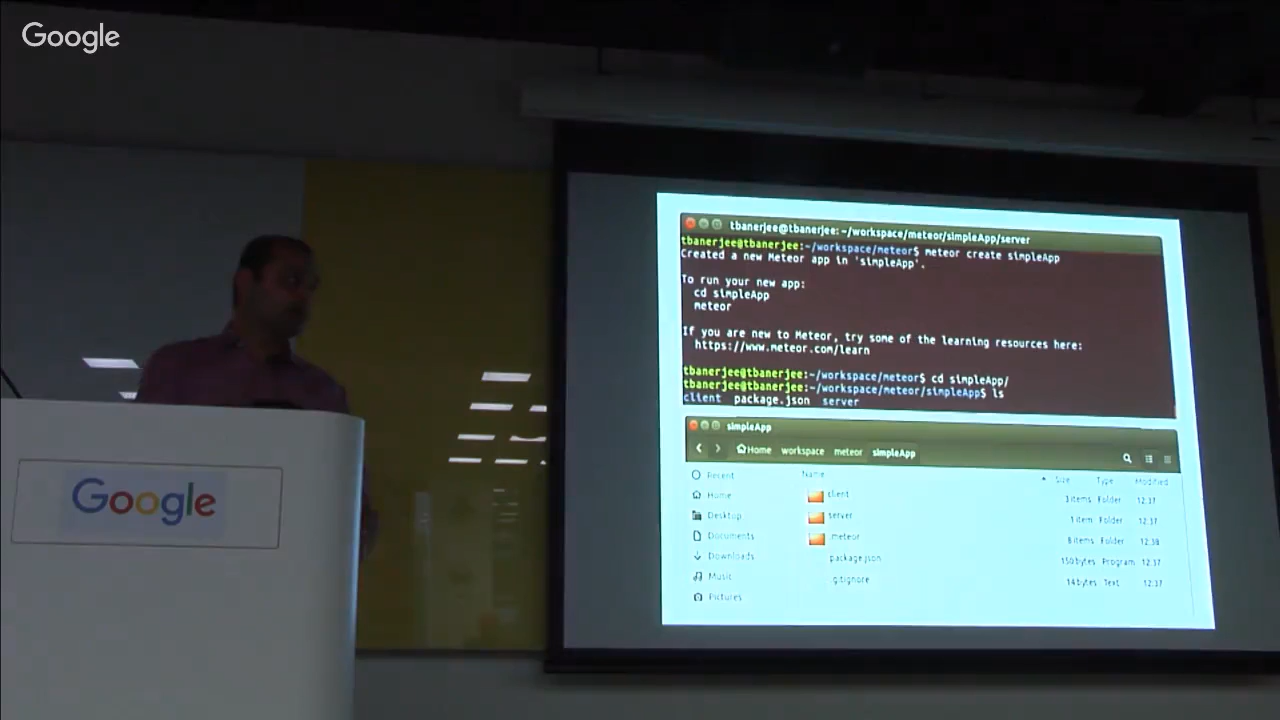 Google
Google
tbanerjee@tbanerjee: ~/workspace/meteor/simpleApp/server
tbanerjee@tbanerjee:~/workspace/meteor$ meteor create simpleApp
Created a new Meteor app in 'simpleApp'.
To run your new app:
cd simpleApp
meteor
If you are new to Meteor, try some of the learning resources here:
https://www.meteor.com/learn
tbanerjee@tbanerjee:~/workspace/meteor$ cd simpleApp/
tbanerjee@tbanerjee:~/workspace/meteor/simpleApp$ ls
client package.json server
simpleApp
Home workspace meteor simpleApp
Recent Name Size Type Modified
client 3 items Folder 12:37
Home
server 1 item Folder 12:37
Desktop
.meteor 8 items Folder 12:38
Documents
package.json 150 bytes Program 12:37
Downloads
.gitignore 14 bytes Text 12:37
Music
Pictures